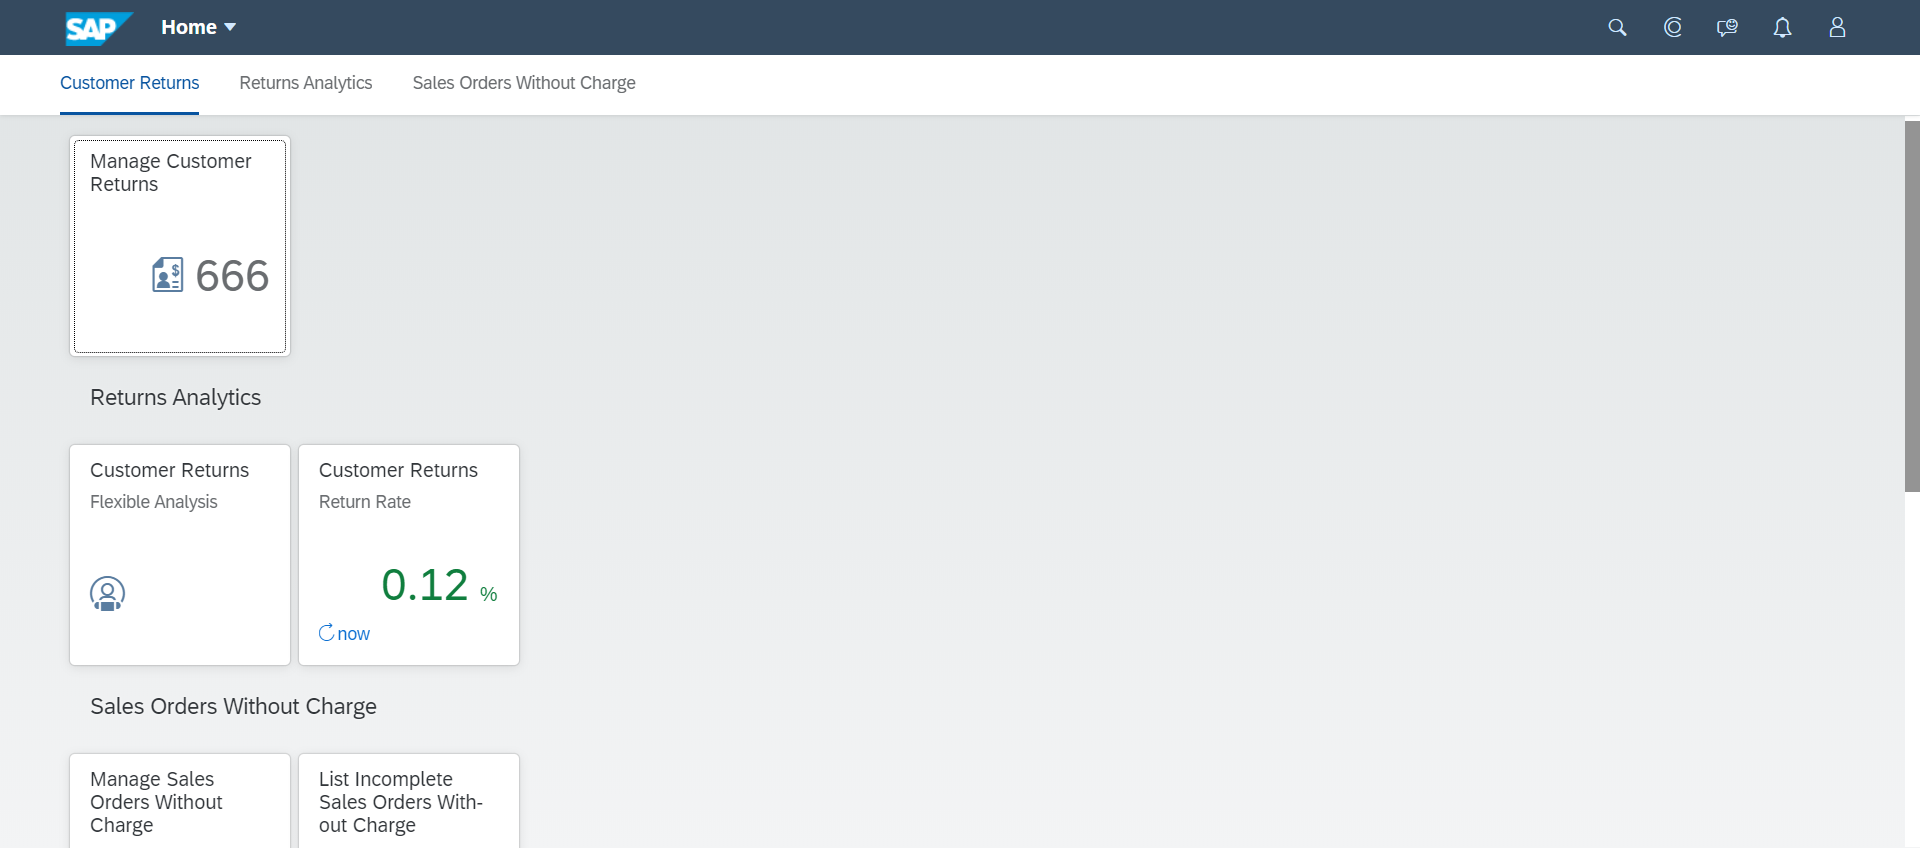 SAP Home
Customer Returns Returns Analytics Sales Orders Without Charge
Manage Customer
Returns
$ 666
Returns Analytics
Customer Returns
Flexible Analysis
Customer Returns
Return Rate
0.12 %
now
Sales Orders Without Charge
Manage Sales
Orders Without
Charge
List Incomplete
Sales Orders With-
out Charge